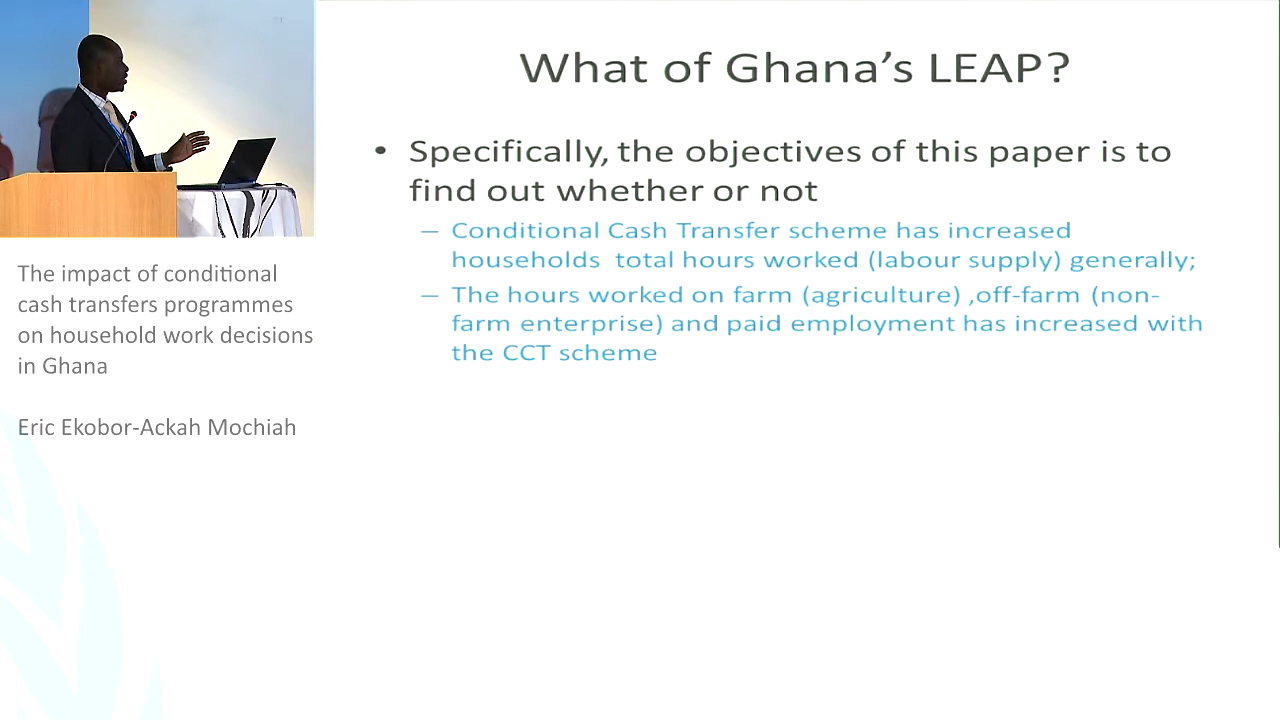 What of Ghana's LEAP?
• Specifically, the objectives of this paper is to
find out whether or not
– Conditional Cash Transfer scheme has increased
households total hours worked (labour supply) generally;
– The hours worked on farm (agriculture) ,off-farm (non-
farm enterprise) and paid employment has increased with
the CCT scheme
The impact of conditional
cash transfers programmes
on household work decisions
in Ghana
Eric Ekobor-Ackah Mochiah